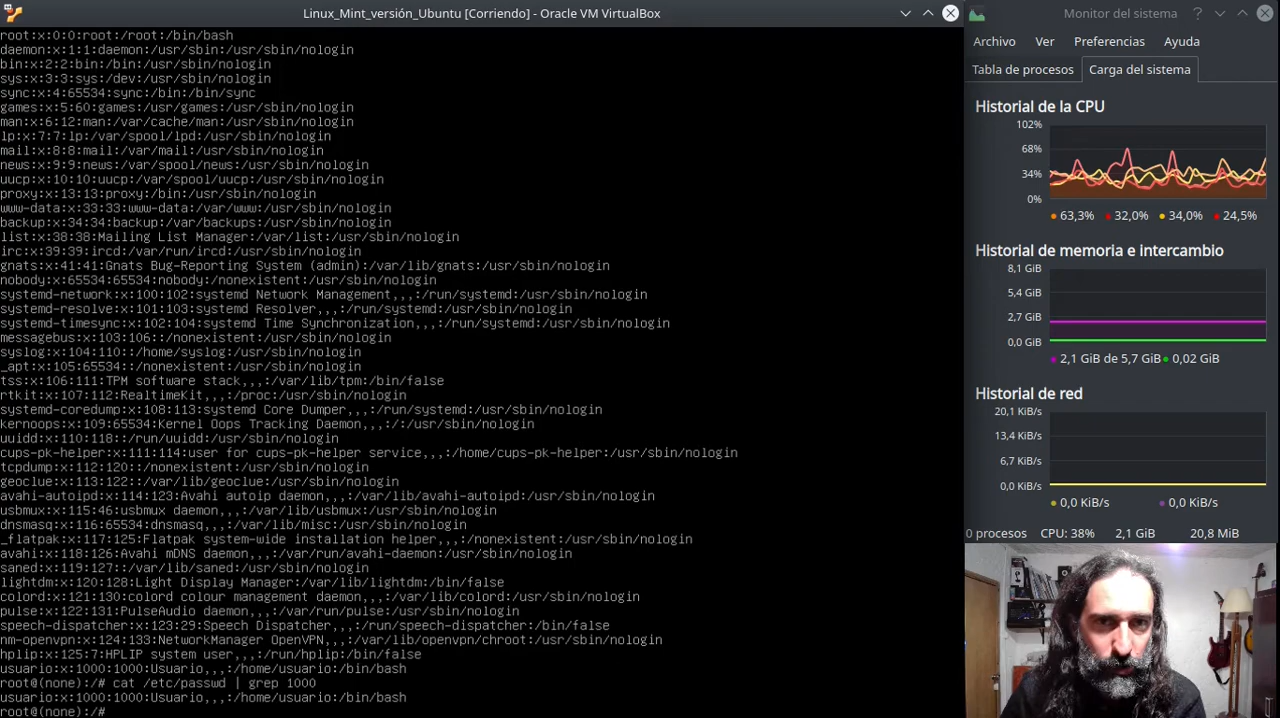 Linux_Mint_versión_Ubuntu [Corriendo] - Oracle VM VirtualBox
root:x:0:0:root:/root:/bin/bash
daemon:x:1:1:daemon:/usr/sbin:/usr/sbin/nologin
bin:x:2:2:bin:/bin:/usr/sbin/nologin
sys:x:3:3:sys:/dev:/usr/sbin/nologin
sync:x:4:65534:sync:/bin:/bin/sync
games:x:5:60:games:/usr/games:/usr/sbin/nologin
man:x:6:12:man:/var/cache/man:/usr/sbin/nologin
lp:x:7:7:lp:/var/spool/lpd:/usr/sbin/nologin
mail:x:8:8:mail:/var/mail:/usr/sbin/nologin
news:x:9:9:news:/var/spool/news:/usr/sbin/nologin
uucp:x:10:10:uucp:/var/spool/uucp:/usr/sbin/nologin
proxy:x:13:13:proxy:/bin:/usr/sbin/nologin
www-data:x:33:33:www-data:/var/www:/usr/sbin/nologin
backup:x:34:34:backup:/var/backups:/usr/sbin/nologin
list:x:38:38:Mailing List Manager:/var/list:/usr/sbin/nologin
irc:x:39:39:ircd:/var/run/ircd:/usr/sbin/nologin
gnats:x:41:41:Gnats Bug-Reporting System (admin):/var/lib/gnats:/usr/sbin/nologin
nobody:x:65534:65534:nobody:/nonexistent:/usr/sbin/nologin
systemd-network:x:100:102:systemd Network Management,,,:/run/systemd:/usr/sbin/nologin
systemd-resolve:x:101:103:systemd Resolver,,,:/run/systemd:/usr/sbin/nologin
systemd-timesync:x:102:104:systemd Time Synchronization,,,:/run/systemd:/usr/sbin/nologin
messagebus:x:103:106::/nonexistent:/usr/sbin/nologin
syslog:x:104:110::/home/syslog:/usr/sbin/nologin
_apt:x:105:65534::/nonexistent:/usr/sbin/nologin
tss:x:106:111:TPM software stack,,,:/var/lib/tpm:/bin/false
rtkit:x:107:112:RealtimeKit,,,:/proc:/usr/sbin/nologin
systemd-coredump:x:108:113:systemd Core Dumper,,,:/run/systemd:/usr/sbin/nologin
kernoops:x:109:65534:Kernel Oops Tracking Daemon,,,:/:/usr/sbin/nologin
uuidd:x:110:118::/run/uuidd:/usr/sbin/nologin
cups-pk-helper:x:111:114:user for cups-pk-helper service,,,:/home/cups-pk-helper:/usr/sbin/nologin
tcpdump:x:112:120::/nonexistent:/usr/sbin/nologin
geoclue:x:113:122::/var/lib/geoclue:/usr/sbin/nologin
avahi-autoipd:x:114:123:Avahi autoip daemon,,,:/var/lib/avahi-autoipd:/usr/sbin/nologin
usbmux:x:115:46:usbmux daemon,,,:/var/lib/usbmux:/usr/sbin/nologin
dnsmasq:x:116:65534:dnsmasq,,,:/var/lib/misc:/usr/sbin/nologin
_flatpak:x:117:125:Flatpak system-wide installation helper,,,:/nonexistent:/usr/sbin/nologin
avahi:x:118:126:Avahi mDNS daemon,,,:/var/run/avahi-daemon:/usr/sbin/nologin
saned:x:119:127::/var/lib/saned:/usr/sbin/nologin
lightdm:x:120:128:Light Display Manager:/var/lib/lightdm:/bin/false
colord:x:121:130:colord colour management daemon,,,:/var/lib/colord:/usr/sbin/nologin
pulse:x:122:131:PulseAudio daemon,,,:/var/run/pulse:/usr/sbin/nologin
speech-dispatcher:x:123:29:Speech Dispatcher,,,:/run/speech-dispatcher:/bin/false
nm-openvpn:x:124:133:NetworkManager OpenVPN,,,:/var/lib/openvpn/chroot:/usr/sbin/nologin
hplip:x:125:7:HPLIP system user,,,:/run/hplip:/bin/false
usuario:x:1000:1000:Usuario,,,:/home/usuario:/bin/bash
root@(none):/# cat /etc/passwd | grep 1000
usuario:x:1000:1000:Usuario,,,:/home/usuario:/bin/bash
root@(none):/#
Monitor del sistema
Archivo Ver Preferencias Ayuda
Tabla de procesos Carga del sistema
Historial de la CPU
102%
68%
34%
0%
63,3% 32,0% 34,0% 24,5%
Historial de memoria e intercambio
8,1 GiB
5,4 GiB
2,7 GiB
0,0 GiB
2,1 GiB de 5,7 GiB 0,02 GiB
Historial de red
20,1 KiB/s
13,4 KiB/s
6,7 KiB/s
0,0 KiB/s
0,0 KiB/s 0,0 KiB/s
0 procesos CPU: 38% 2,1 GiB 20,8 MiB